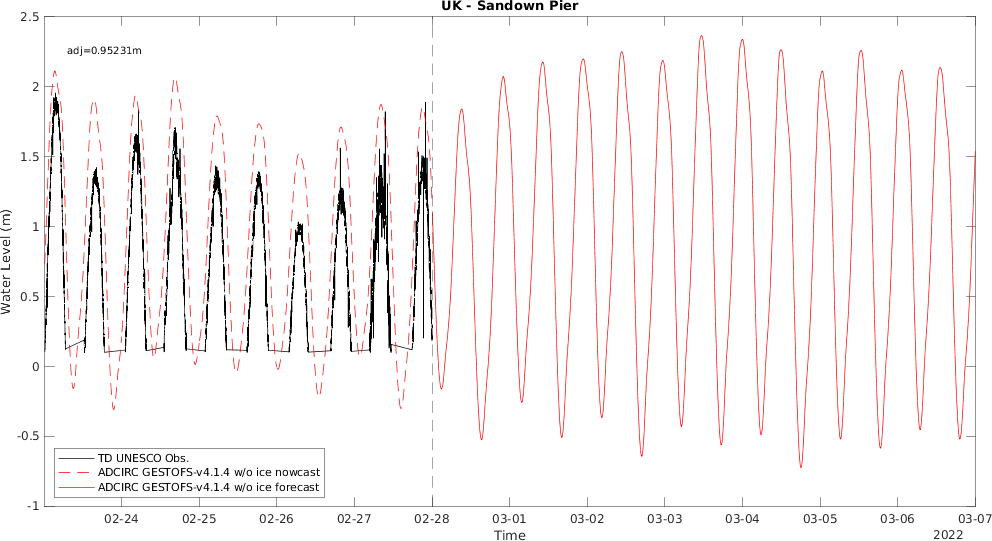 UK - Sandown Pier
adj=0.95231m
2.5
2
1.5
1
0.5
0
-0.5
-1
Water Level (m)
TD UNESCO Obs.
ADCIRC GESTOFS-v4.1.4 w/o ice nowcast
ADCIRC GESTOFS-v4.1.4 w/o ice forecast
02-24 02-25 02-26 02-27 02-28 03-01 03-02 03-03 03-04 03-05 03-06 03-07
Time
2022